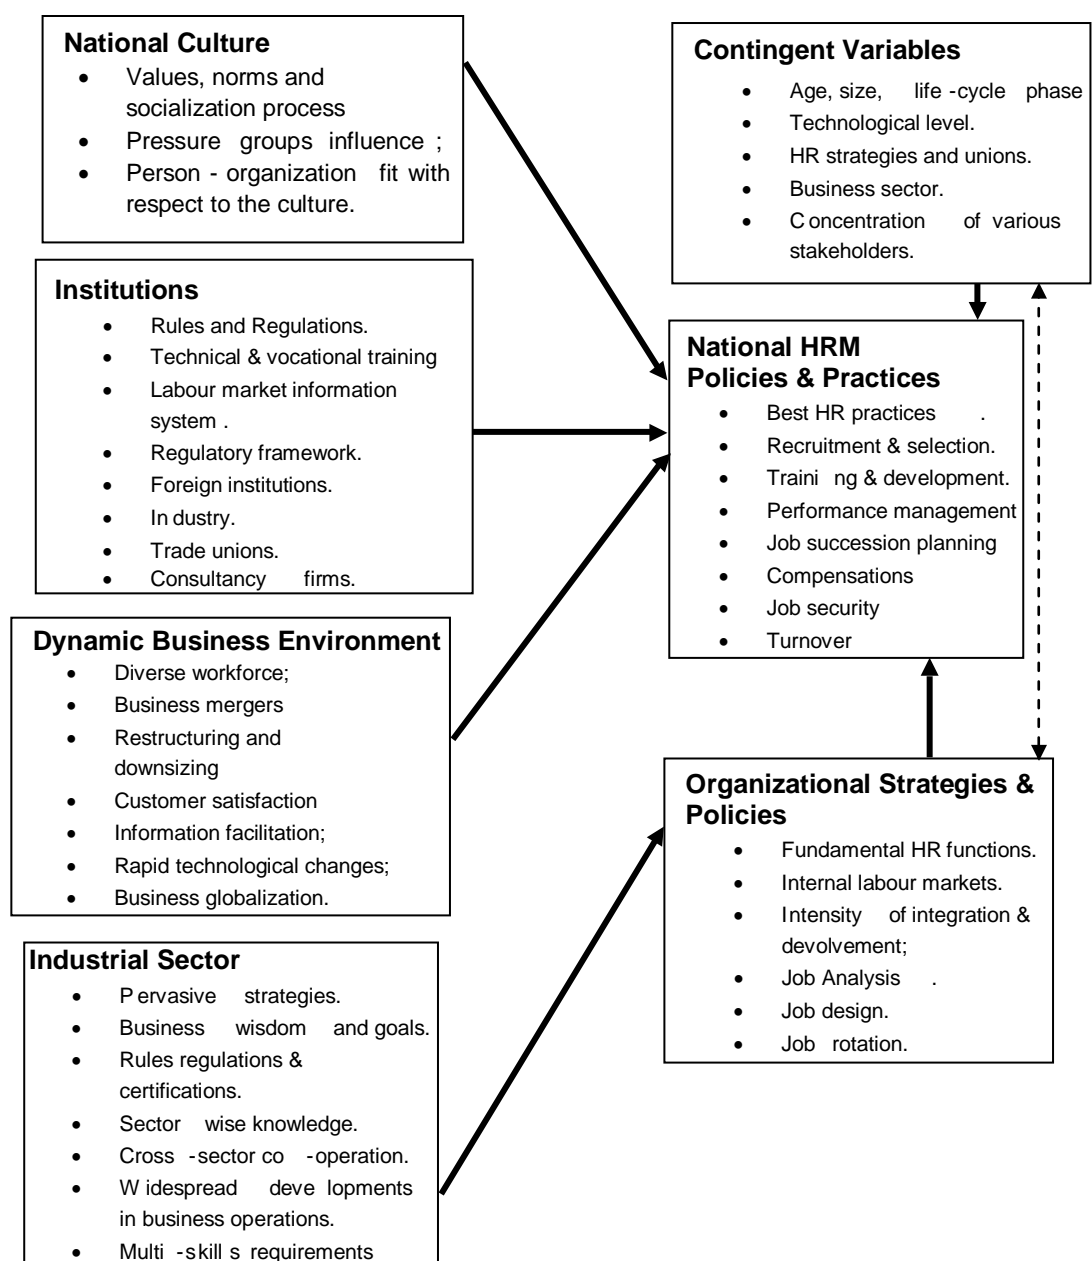 National Culture
• Values, norms and
socialization process
• Pressure groups influence ;
• Person - organization fit with
respect to the culture.
Institutions
• Rules and Regulations.
• Technical & vocational training
• Labour market information
system .
• Regulatory framework.
• Foreign institutions.
• In dustry.
• Trade unions.
• Consultancy firms.
Dynamic Business Environment
• Diverse workforce;
• Business mergers
• Restructuring and
downsizing
• Customer satisfaction
• Information facilitation;
• Rapid technological changes;
• Business globalization.
Industrial Sector
• P ervasive strategies.
• Business wisdom and goals.
• Rules regulations &
certifications.
• Sector wise knowledge.
• Cross -sector co -operation.
• W idespread deve lopments
in business operations.
• Multi -skill s requirements
Contingent Variables
• Age, size, life -cycle phase
• Technological level.
• HR strategies and unions.
• Business sector.
• C oncentration of various
stakeholders.
National HRM
Policies & Practices
• Best HR practices .
• Recruitment & selection.
• Traini ng & development.
• Performance management
• Job succession planning
• Compensations
• Job security
• Turnover
Organizational Strategies &
Policies
• Fundamental HR functions.
• Internal labour markets.
• Intensity of integration &
devolvement;
• Job Analysis .
• Job design.
• Job rotation.